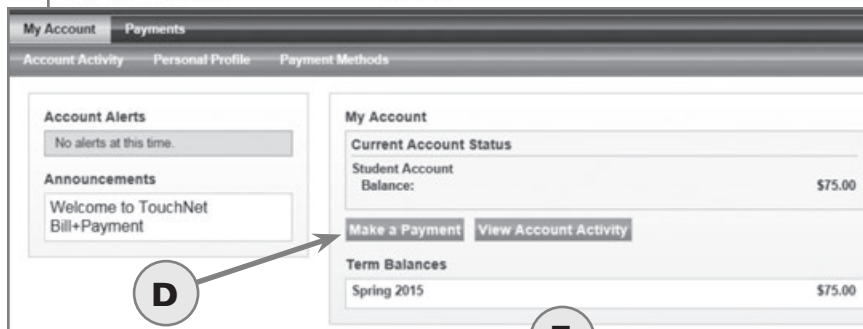 My Account Payments
Account Activity Personal Profile Payment Methods
Account Alerts
No alerts at this time.
Announcements
Welcome to TouchNet
Bill+Payment
My Account
Current Account Status
Student Account
Balance: $75.00
Make a Payment View Account Activity
Term Balances
Spring 2015 $75.00
D